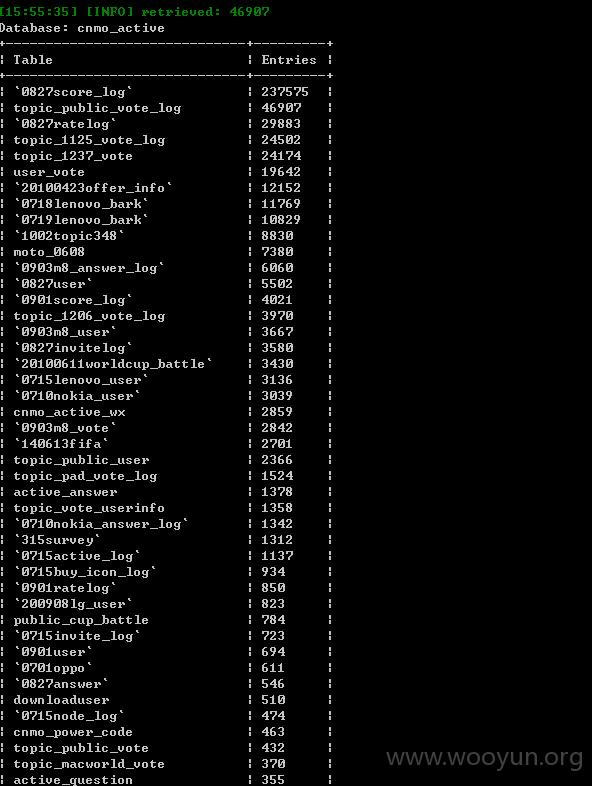 [15:55:35] [INFO] retrieved: 46907
Database: cnmo_active
+-----------------------------+---------+
| Table | Entries |
+-----------------------------+---------+
| `0827score_log` | 237575 |
| topic_public_vote_log | 46907 |
| `0827ratelog` | 29883 |
| topic_1125_vote_log | 24502 |
| topic_1237_vote | 24174 |
| user_vote | 19642 |
| `20100423offer_info` | 12152 |
| `0718lenovo_bark` | 11769 |
| `0719lenovo_bark` | 10829 |
| `1002topic348` | 8830 |
| moto_0608 | 7380 |
| `0903m8_answer_log` | 6060 |
| `0827user` | 5502 |
| `0901score_log` | 4021 |
| topic_1206_vote_log | 3970 |
| `0903m8_user` | 3667 |
| `0827invitelog` | 3580 |
| `20100611worldcup_battle` | 3430 |
| `0715lenovo_user` | 3136 |
| `0710nokia_user` | 3039 |
| cnmo_active_wx | 2859 |
| `0903m8_vote` | 2842 |
| `140613fifa` | 2701 |
| topic_public_user | 2366 |
| topic_pad_vote_log | 1524 |
| active_answer | 1378 |
| topic_vote_userinfo | 1358 |
| `0710nokia_answer_log` | 1342 |
| `315survey` | 1312 |
| `0715active_log` | 1137 |
| `0715buy_icon_log` | 934 |
| `0901ratelog` | 850 |
| `200908lg_user` | 823 |
| public_cup_battle | 784 |
| `0715invite_log` | 723 |
| `0901user` | 694 |
| `0701oppo` | 611 |
| `0827answer` | 546 |
| downloaduser | 510 |
| `0715node_log` | 474 |
| cnmo_power_code | 463 |
| topic_public_vote | 432 |
| topic_macworld_vote | 370 |
| active_question | 355 |
www.wooyun.org